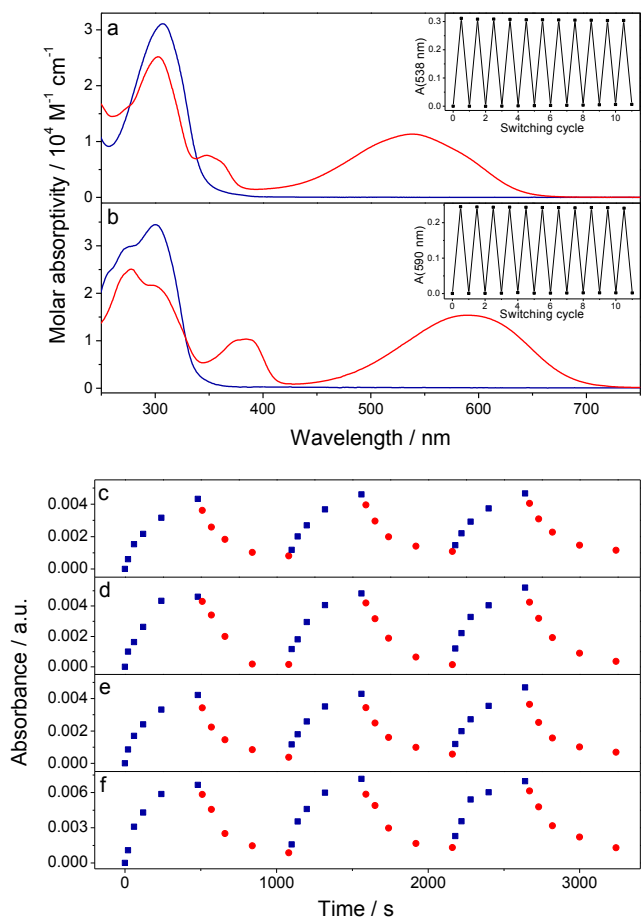 a
Molar absorptivity / 10⁴ M⁻¹ cm⁻¹
3
2
1
0
A(538 nm)
0.3
0.2
0.1
0.0
0 2 4 6 8 10
Switching cycle
b
3
2
1
0
A(590 nm)
0.2
0.1
0.0
0 2 4 6 8 10
Switching cycle
300 400 500 600 700
Wavelength / nm
Absorbance / a.u.
c
0.004
0.002
0.000
d
0.004
0.002
0.000
e
0.004
0.002
0.000
f
0.006
0.003
0.000
0 1000 2000 3000
Time / s